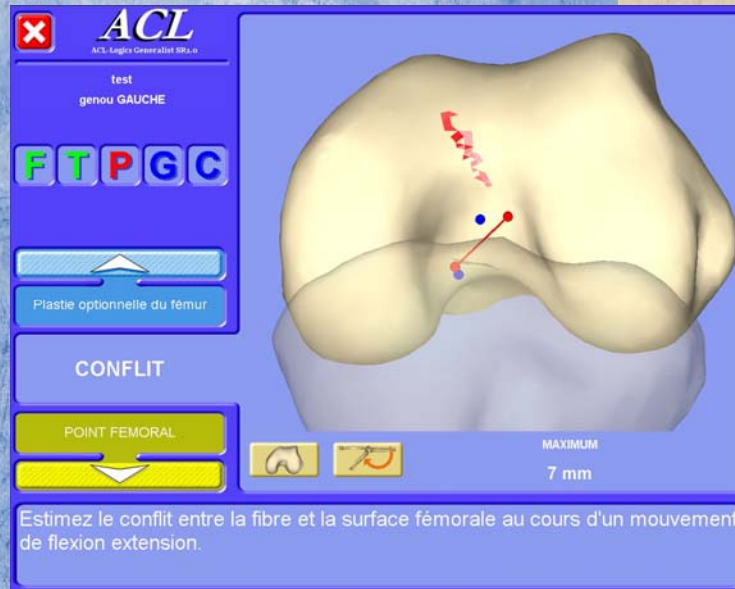 ACL
ACL-Logics Generalist SR2.0
test
genou GAUCHE
F T P G C
Plastie optionnelle du fémur
CONFLIT
POINT FEMORAL
MAXIMUM
7 mm
Estimez le conflit entre la fibre et la surface fémorale au cours d'un mouvement
de flexion extension.